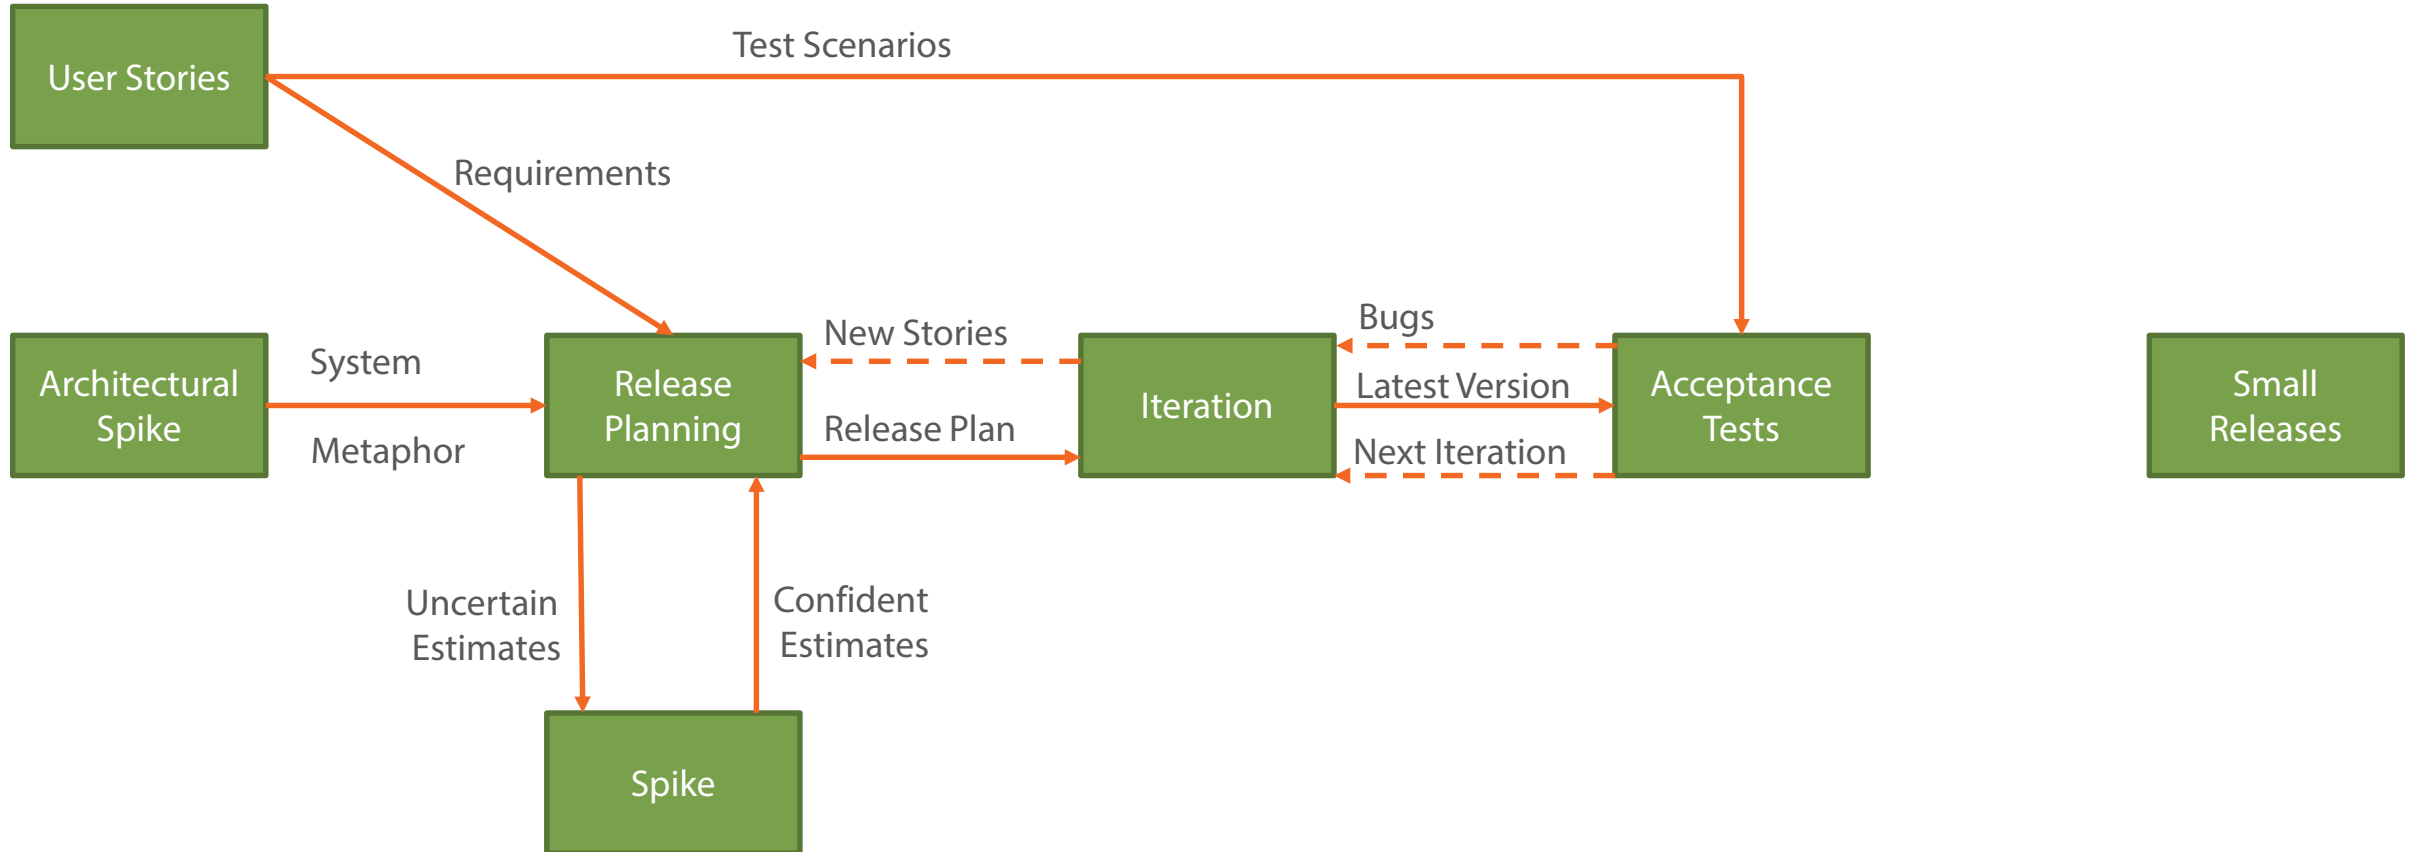 Test Scenarios
User Stories
Requirements
New Stories
Bugs
System
Architectural
Spike
Release
Planning
Iteration
Latest Version
Acceptance
Tests
Small
Releases
Metaphor
Release Plan
Next Iteration
Uncertain
Estimates
Confident
Estimates
Spike